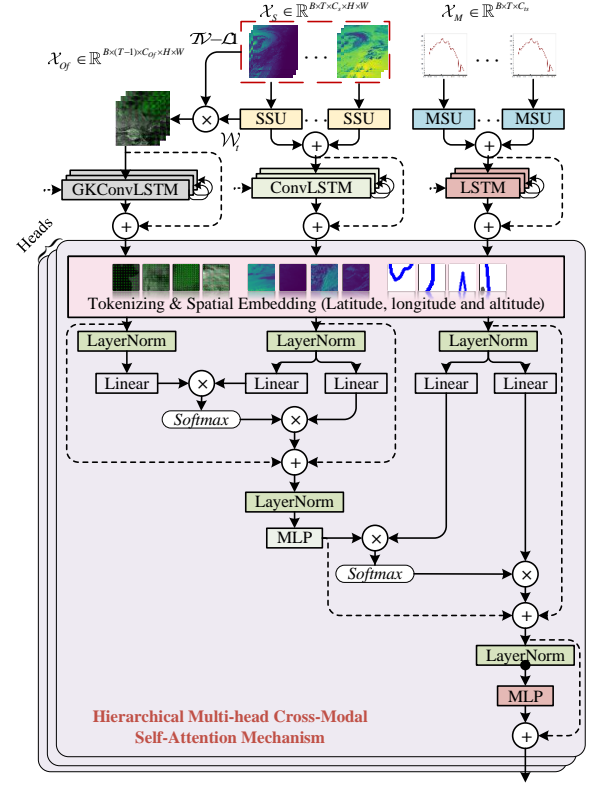 𝒳_S ∈ ℝ^{B×T×C_s×H×W}
𝒳_M ∈ ℝ^{B×T×C_ts}
𝒳_{Of} ∈ ℝ^{B×(T−1)×C_{Of}×H×W}
TV−L1
... ...
SSU ... SSU MSU ... MSU
𝒲_t
GKConvLSTM ConvLSTM LSTM
Heads
Tokenizing & Spatial Embedding (Latitude, longitude and altitude)
LayerNorm LayerNorm LayerNorm
Linear Linear Linear Linear Linear
Softmax
LayerNorm
MLP
Softmax
LayerNorm
MLP
Hierarchical Multi-head Cross-Modal
Self-Attention Mechanism